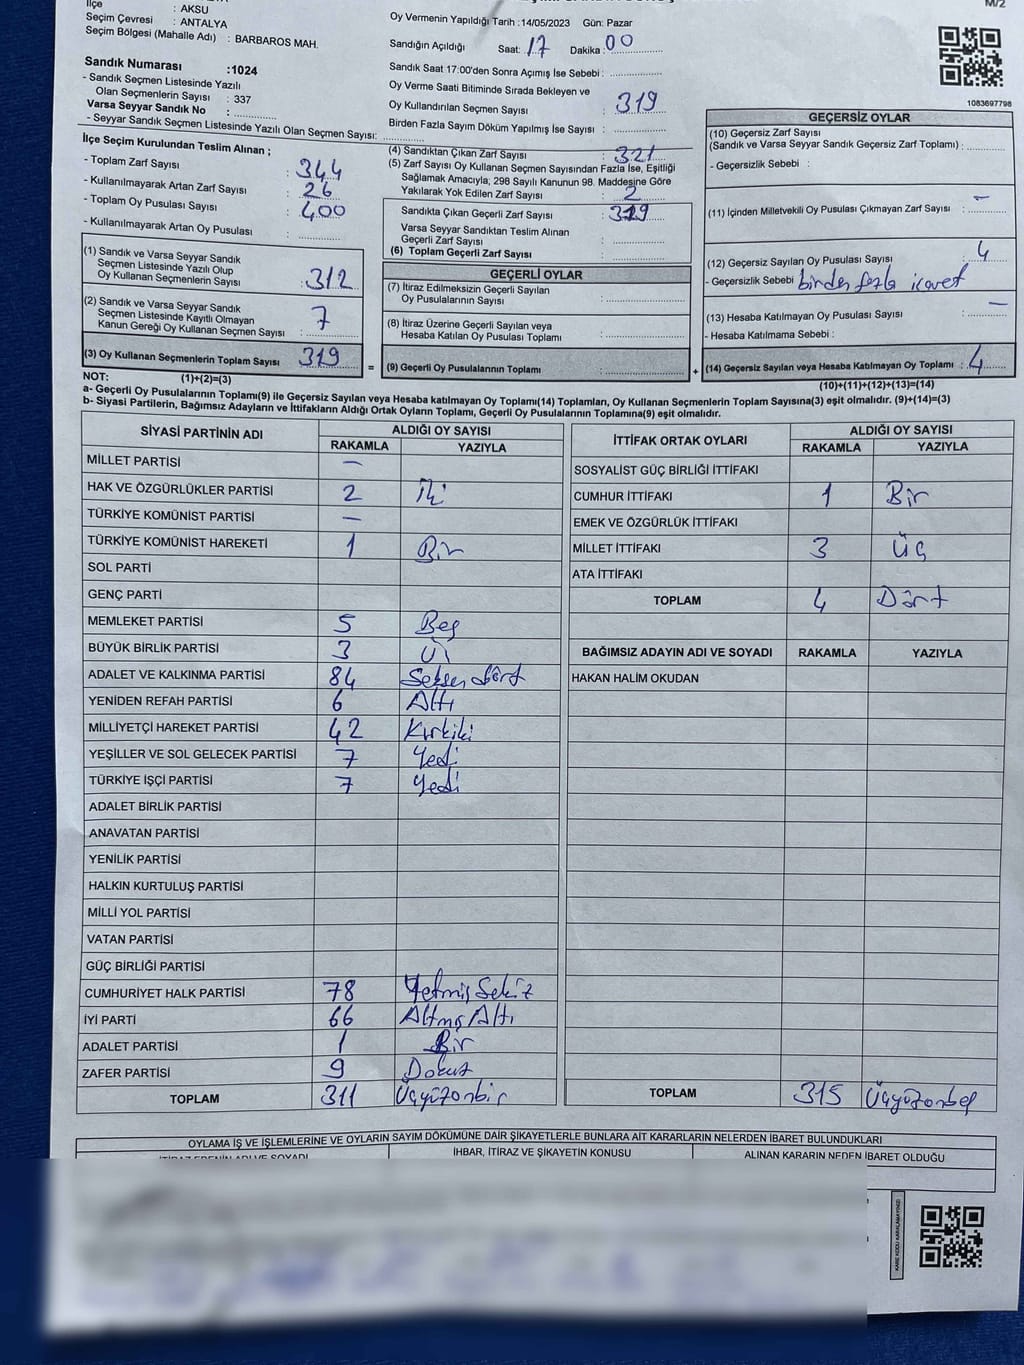 M/2
İlçe : AKSU
Seçim Çevresi : ANTALYA
Seçim Bölgesi (Mahalle Adı) : BARBAROS MAH.
Sandık Numarası :1024
- Sandık Seçmen Listesinde Yazılı
Olan Seçmenlerin Sayısı : 337
Varsa Seyyar Sandık No :
- Seyyar Sandık Seçmen Listesinde Yazılı Olan Seçmen Sayısı:
Oy Vermenin Yapıldığı Tarih :14/05/2023 Gün: Pazar
Sandığın Açıldığı Saat: 17 Dakika : 00
Sandık Saat 17:00'den Sonra Açımış İse Sebebi :
Oy Verme Saati Bitiminde Sırada Bekleyen ve
Oy Kullandırılan Seçmen Sayısı : 319
Birden Fazla Sayım Döküm Yapılmış İse Sayısı :
1083697798
İlçe Seçim Kurulundan Teslim Alınan ;
- Toplam Zarf Sayısı : 344
- Kullanılmayarak Artan Zarf Sayısı : 26
- Toplam Oy Pusulası Sayısı : 400
- Kullanılmayarak Artan Oy Pusulası :
(1) Sandık ve Varsa Seyyar Sandık
Seçmen Listesinde Yazılı Olup
Oy Kullanan Seçmenlerin Sayısı : 312
(2) Sandık ve Varsa Seyyar Sandık
Seçmen Listesinde Kayıtlı Olmayan
Kanun Gereği Oy Kullanan Seçmen Sayısı : 7
(3) Oy Kullanan Seçmenlerin Toplam Sayısı 319
(4) Sandıktan Çıkan Zarf Sayısı : 321
(5) Zarf Sayısı Oy Kullanan Seçmen Sayısından Fazla İse, Eşitliği
Sağlamak Amacıyla; 298 Sayılı Kanunun 98. Maddesine Göre
Yakılarak Yok Edilen Zarf Sayısı : 2
Sandıkta Çıkan Geçerli Zarf Sayısı : 319
Varsa Seyyar Sandıktan Teslim Alınan
Geçerli Zarf Sayısı :
(6) Toplam Geçerli Zarf Sayısı :
GEÇERLİ OYLAR
(7) İtiraz Edilmeksizin Geçerli Sayılan
Oy Pusulalarının Sayısı :
(8) İtiraz Üzerine Geçerli Sayılan veya
Hesaba Katılan Oy Pusulası Toplamı :
= (9) Geçerli Oy Pusulalarının Toplamı :
GEÇERSİZ OYLAR
(10) Geçersiz Zarf Sayısı
(Sandık ve Varsa Seyyar Sandık Geçersiz Zarf Toplamı) :
- Geçersizlik Sebebi :
(11) İçinden Milletvekili Oy Pusulası Çıkmayan Zarf Sayısı : –
(12) Geçersiz Sayılan Oy Pusulası Sayısı : 4
- Geçersizlik Sebebi birden fazla
(13) Hesaba Katılmayan Oy Pusulası Sayısı : –
- Hesaba Katılmama Sebebi :
+ (14) Geçersiz Sayılan veya Hesaba Katılmayan Oy Toplamı : 4
NOT: (1)+(2)=(3)
(10)+(11)+(12)+(13)=(14)
a- Geçerli Oy Pusulalarının Toplamı(9) ile Geçersiz Sayılan veya Hesaba katılmayan Oy Toplamı(14) Toplamları, Oy Kullanan Seçmenlerin Toplam Sayısına(3) eşit olmalıdır. (9)+(14)=(3)
b- Siyasi Partilerin, Bağımsız Adayların ve İttifakların Aldığı Ortak Oyların Toplamı, Geçerli Oy Pusulalarının Toplamına(9) eşit olmalıdır.
SİYASİ PARTİNİN ADI ALDIĞI OY SAYISI
RAKAMLA YAZIYLA
MİLLET PARTİSİ –
HAK VE ÖZGÜRLÜKLER PARTİSİ 2 İki
TÜRKİYE KOMÜNİST PARTİSİ –
TÜRKİYE KOMÜNİST HAREKETİ 1 Bir
SOL PARTİ
GENÇ PARTİ
MEMLEKET PARTİSİ 5 Beş
BÜYÜK BİRLİK PARTİSİ 3 Üç
ADALET VE KALKINMA PARTİSİ 84 Seksen dört
YENİDEN REFAH PARTİSİ 6 Altı
MİLLİYETÇİ HAREKET PARTİSİ 42 Kırkiki
YEŞİLLER VE SOL GELECEK PARTİSİ 7 Yedi
TÜRKİYE İŞÇİ PARTİSİ 7 Yedi
ADALET BİRLİK PARTİSİ
ANAVATAN PARTİSİ
YENİLİK PARTİSİ
HALKIN KURTULUŞ PARTİSİ
MİLLİ YOL PARTİSİ
VATAN PARTİSİ
GÜÇ BİRLİĞİ PARTİSİ
CUMHURİYET HALK PARTİSİ 78 Yetmiş Sekiz
İYİ PARTİ 66 Altmış Altı
ADALET PARTİSİ 1 Bir
ZAFER PARTİSİ 9 Dokuz
TOPLAM 311 Üçyüzonbir
İTTİFAK ORTAK OYLARI ALDIĞI OY SAYISI
RAKAMLA YAZIYLA
SOSYALİST GÜÇ BİRLİĞİ İTTİFAKI
CUMHUR İTTİFAKI 1 Bir
EMEK VE ÖZGÜRLÜK İTTİFAKI
MİLLET İTTİFAKI 3 Üç
ATA İTTİFAKI
TOPLAM 4 Dört
BAĞIMSIZ ADAYIN ADI VE SOYADI RAKAMLA YAZIYLA
HAKAN HALİM OKUDAN
TOPLAM 315 Üçyüzonbeş
OYLAMA İŞ VE İŞLEMLERİNE VE OYLARIN SAYIM DÖKÜMÜNE DAİR ŞİKAYETLERLE BUNLARA AİT KARARLARIN NELERDEN İBARET BULUNDUKLARI
İTİRAZ EDENİN ADI VE SOYADI İHBAR, İTİRAZ VE ŞİKAYETİN KONUSU ALINAN KARARIN NEDEN İBARET OLDUĞU